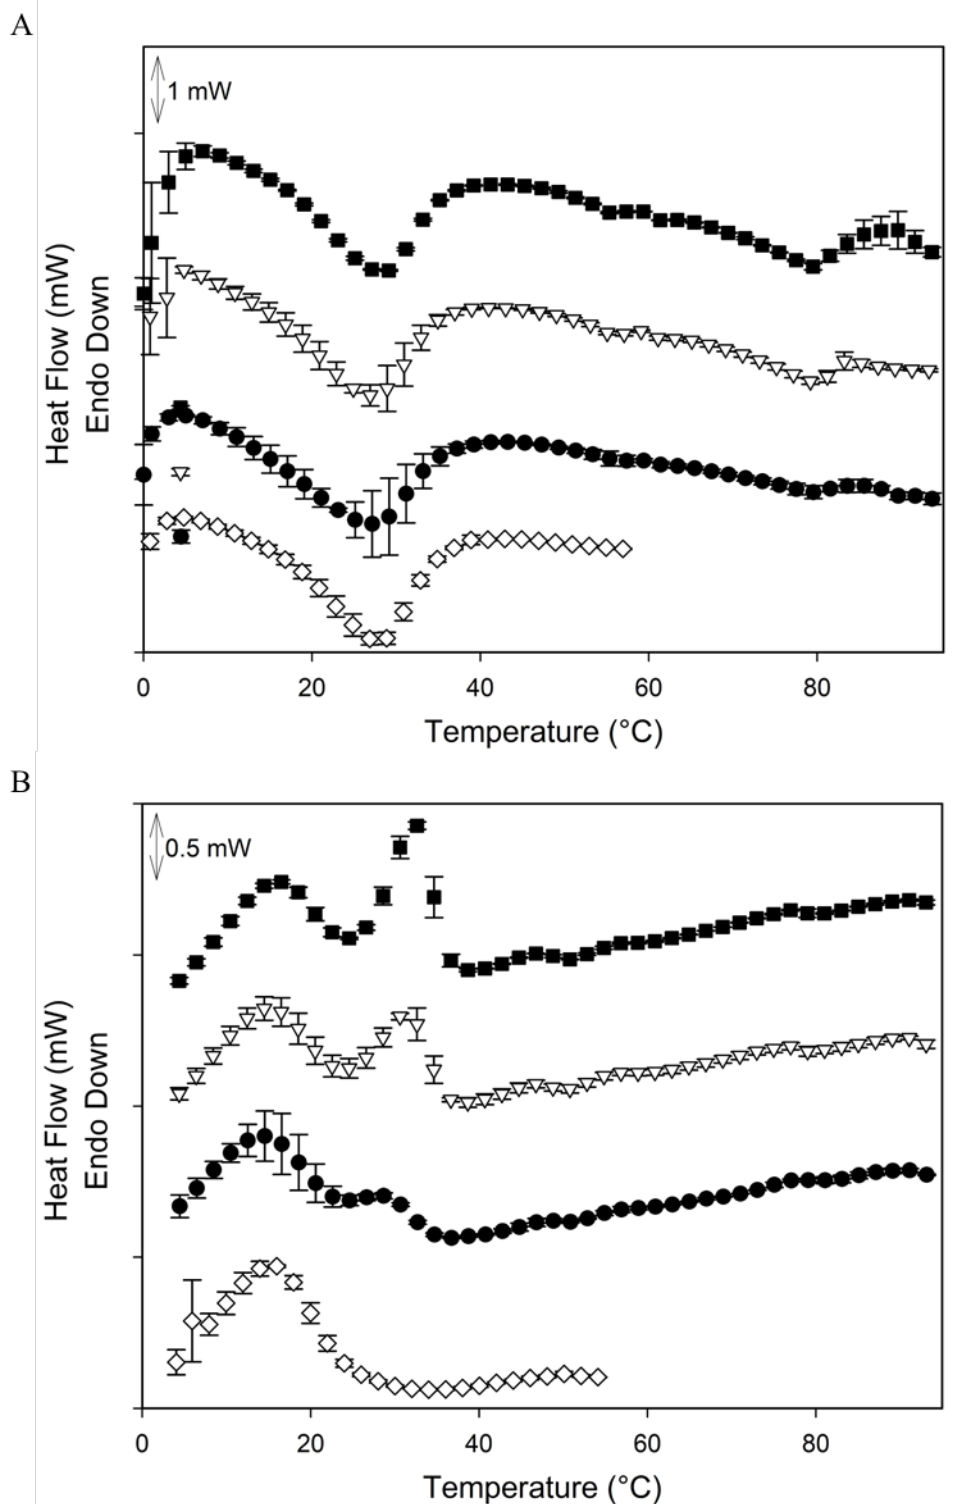 A
1 mW
Heat Flow (mW)
Endo Down
0 20 40 60 80
Temperature (°C)
B
0.5 mW
Heat Flow (mW)
Endo Down
0 20 40 60 80
Temperature (°C)